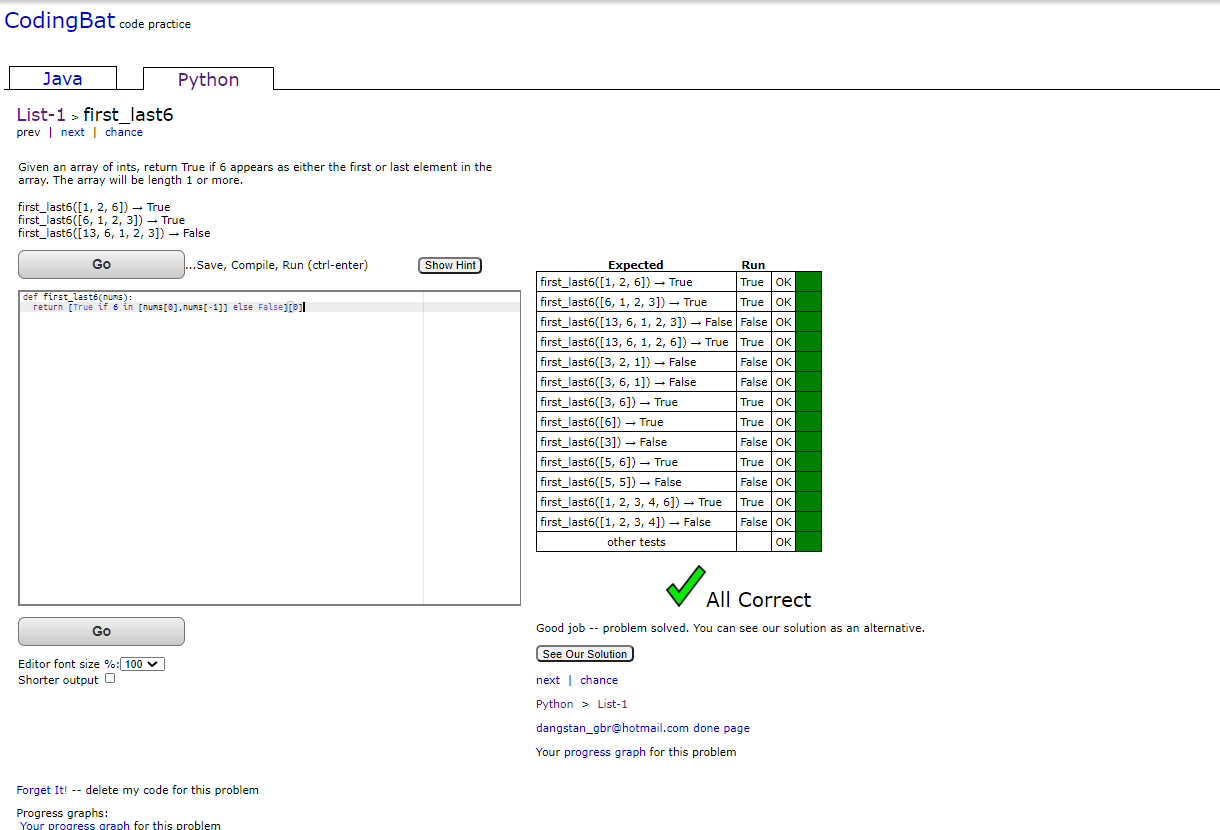 CodingBat code practice
Java
Python
List-1 > first_last6
prev | next | chance
Given an array of ints, return True if 6 appears as either the first or last element in the
array. The array will be length 1 or more.
first_last6([1, 2, 6]) → True
first_last6([6, 1, 2, 3]) → True
first_last6([13, 6, 1, 2, 3]) → False
Go ...Save, Compile, Run (ctrl-enter) Show Hint
def first_last6(nums):
return [True if 6 in [nums[0],nums[-1]] else False][0]
Go
Editor font size %: 100
Shorter output
Expected Run
first_last6([1, 2, 6]) → True True OK
first_last6([6, 1, 2, 3]) → True True OK
first_last6([13, 6, 1, 2, 3]) → False False OK
first_last6([13, 6, 1, 2, 6]) → True True OK
first_last6([3, 2, 1]) → False False OK
first_last6([3, 6, 1]) → False False OK
first_last6([3, 6]) → True True OK
first_last6([6]) → True True OK
first_last6([3]) → False False OK
first_last6([5, 6]) → True True OK
first_last6([5, 5]) → False False OK
first_last6([1, 2, 3, 4, 6]) → True True OK
first_last6([1, 2, 3, 4]) → False False OK
other tests OK
All Correct
Good job -- problem solved. You can see our solution as an alternative.
See Our Solution
next | chance
Python > List-1
dangstan_gbr@hotmail.com done page
Your progress graph for this problem
Forget It! -- delete my code for this problem
Progress graphs:
Your progress graph for this problem